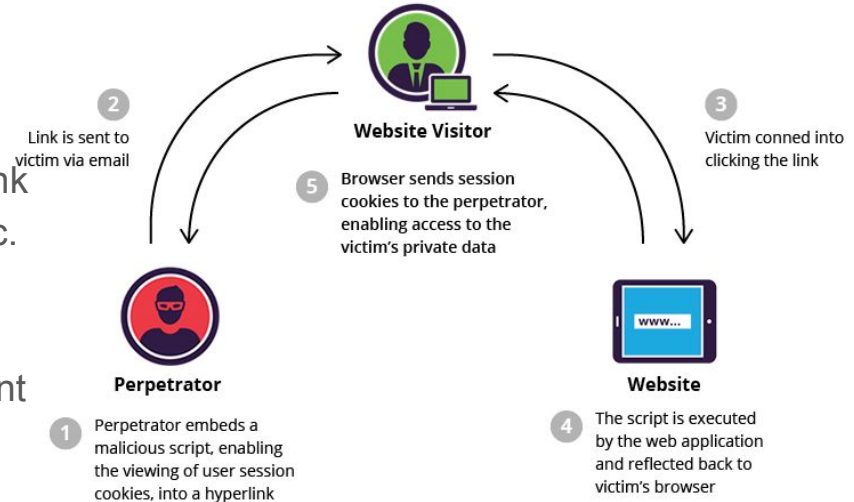 2
Link is sent to
victim via email
nk
c.
nt
Website Visitor
5
Browser sends session
cookies to the perpetrator,
enabling access to the
victim's private data
3
Victim conned into
clicking the link
Perpetrator
1
Perpetrator embeds a
malicious script, enabling
the viewing of user session
cookies, into a hyperlink
www...
Website
4
The script is executed
by the web application
and reflected back to
victim's browser